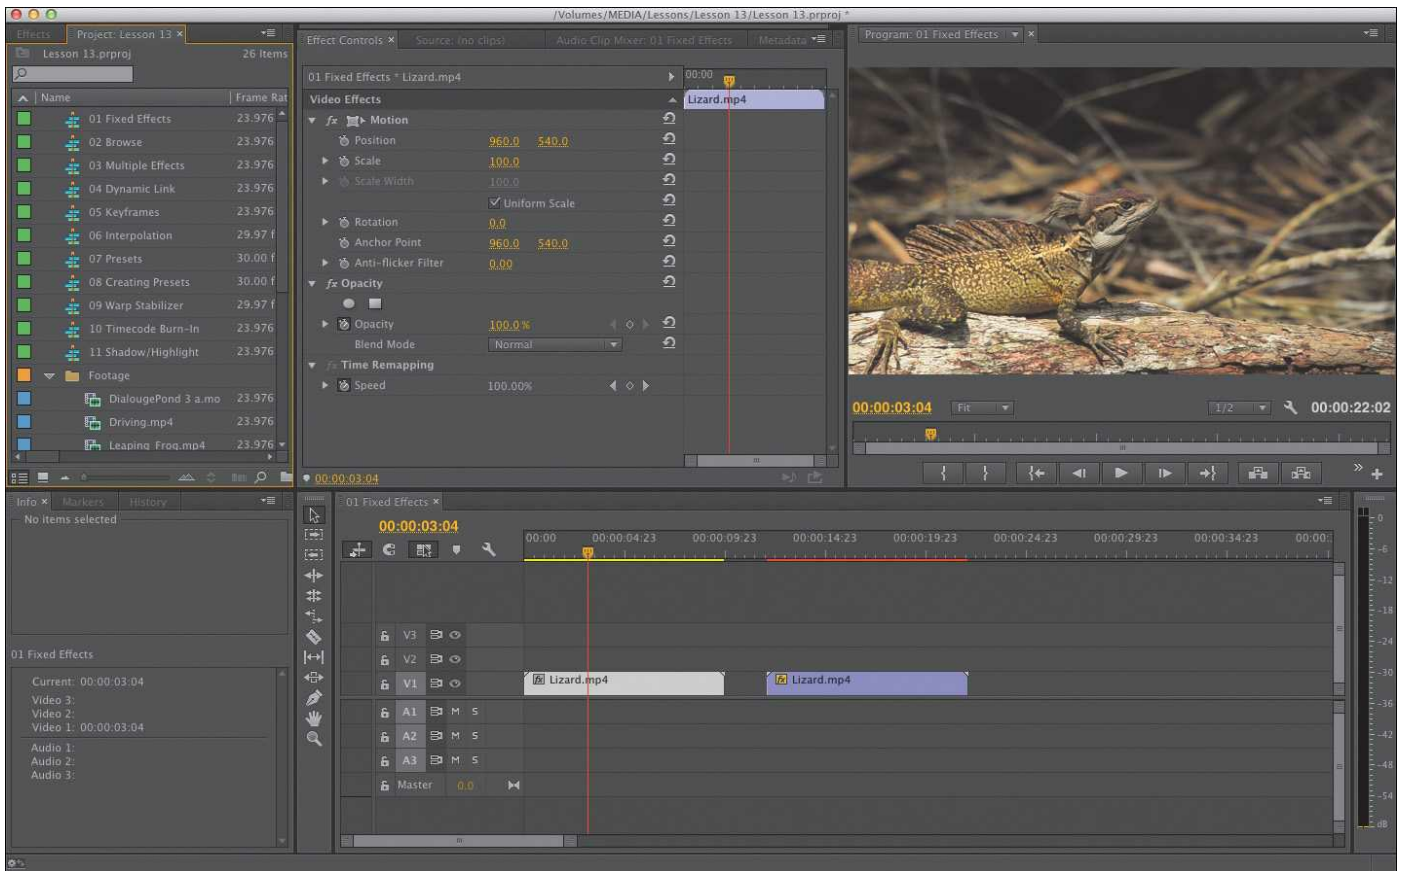 /Volumes/MEDIA/Lessons/Lesson 13/Lesson 13.prproj *
Effects Project: Lesson 13 ×
Lesson 13.prproj 26 Items
Name Frame Rat
01 Fixed Effects 23.976
02 Browse 23.976
03 Multiple Effects 23.976
04 Dynamic Link 23.976
05 Keyframes 23.976
06 Interpolation 29.97 f
07 Presets 30.00 f
08 Creating Presets 30.00 f
09 Warp Stabilizer 29.97 f
10 Timecode Burn-In 23.976
11 Shadow/Highlight 23.976
Footage
DialougePond 3 a.mo 23.976
Driving.mp4 23.976
Leaping Frog.mp4 23.976
Effect Controls × Source: (no clips) Audio Clip Mixer: 01 Fixed Effects Metadata
01 Fixed Effects * Lizard.mp4 00:00
Video Effects Lizard.mp4
fx Motion
Position 960.0 540.0
Scale 100.0
Scale Width 100.0
Uniform Scale
Rotation 0.0
Anchor Point 960.0 540.0
Anti-flicker Filter 0.00
fx Opacity
Opacity 100.0 %
Blend Mode Normal
fx Time Remapping
Speed 100.00%
00:00:03:04
Program: 01 Fixed Effects ×
00:00:03:04 Fit 1/2 00:00:22:02
Info × Markers History
No items selected
01 Fixed Effects
Current: 00:00:03:04
Video 3:
Video 2:
Video 1: 00:00:03:04
Audio 1:
Audio 2:
Audio 3:
01 Fixed Effects ×
00:00:03:04
00:00 00:00:04:23 00:00:09:23 00:00:14:23 00:00:19:23 00:00:24:23 00:00:29:23 00:00:34:23 00:00:
V3
V2
V1 fx Lizard.mp4 fx Lizard.mp4
A1 M S
A2 M S
A3 M S
Master 0.0
0
-6
-12
-18
-24
-30
-36
-42
-48
-54
dB